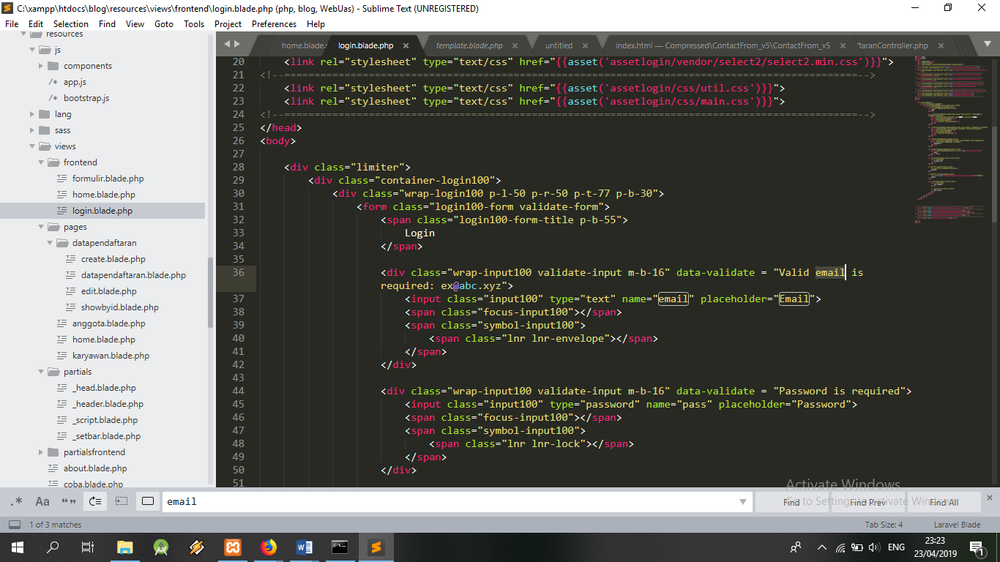 C:\xampp\htdocs\blog\resources\views\frontend\login.blade.php (php, blog, WebUas) - Sublime Text (UNREGISTERED)
File Edit Selection Find View Goto Tools Project Preferences Help
resources
js
components
app.js
bootstrap.js
lang
sass
views
frontend
formulir.blade.php
home.blade.php
login.blade.php
pages
datapendaftaran
create.blade.php
datapendaftaran.blade.php
edit.blade.php
showbyid.blade.php
anggota.blade.php
home.blade.php
karyawan.blade.php
partials
_head.blade.php
_header.blade.php
_script.blade.php
_setbar.blade.php
partialsfrontend
about.blade.php
coba.blade.php
home.blade. login.blade.php template.blade.php untitled index.html — Compressed\ContactFrom_v5\ContactFrom_v5 taranController.php
20 <link rel="stylesheet" type="text/css" href="{{asset('assetlogin/vendor/select2/select2.min.css')}}">
21 <!--===============================================================================================-->
22 <link rel="stylesheet" type="text/css" href="{{asset('assetlogin/css/util.css')}}">
23 <link rel="stylesheet" type="text/css" href="{{asset('assetlogin/css/main.css')}}">
24 <!--===============================================================================================-->
25 </head>
26 <body>
27
28 <div class="limiter">
29 <div class="container-login100">
30 <div class="wrap-login100 p-l-50 p-r-50 p-t-77 p-b-30">
31 <form class="login100-form validate-form">
32 <span class="login100-form-title p-b-55">
33 Login
34 </span>
35
36 <div class="wrap-input100 validate-input m-b-16" data-validate = "Valid email is
required: ex@abc.xyz">
37 <input class="input100" type="text" name="email" placeholder="Email">
38 <span class="focus-input100"></span>
39 <span class="symbol-input100">
40 <span class="lnr lnr-envelope"></span>
41 </span>
42 </div>
43
44 <div class="wrap-input100 validate-input m-b-16" data-validate = "Password is required">
45 <input class="input100" type="password" name="pass" placeholder="Password">
46 <span class="focus-input100"></span>
47 <span class="symbol-input100">
48 <span class="lnr lnr-lock"></span>
49 </span>
50 </div>
51
Activate Windows
Go to Settings to activate Windows.
.* Aa “” email Find Find Prev Find All
1 of 3 matches Tab Size: 4 Laravel Blade
ENG 23:23
23/04/2019
1